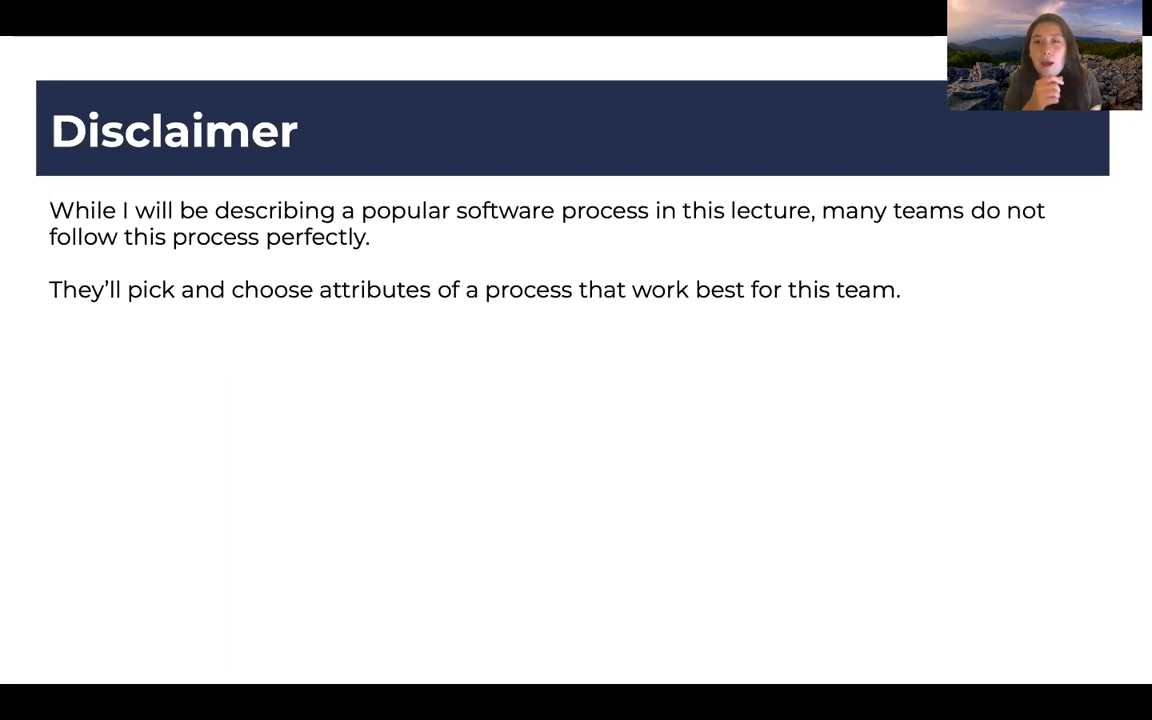 Disclaimer
While I will be describing a popular software process in this lecture, many teams do not
follow this process perfectly.
They’ll pick and choose attributes of a process that work best for this team.